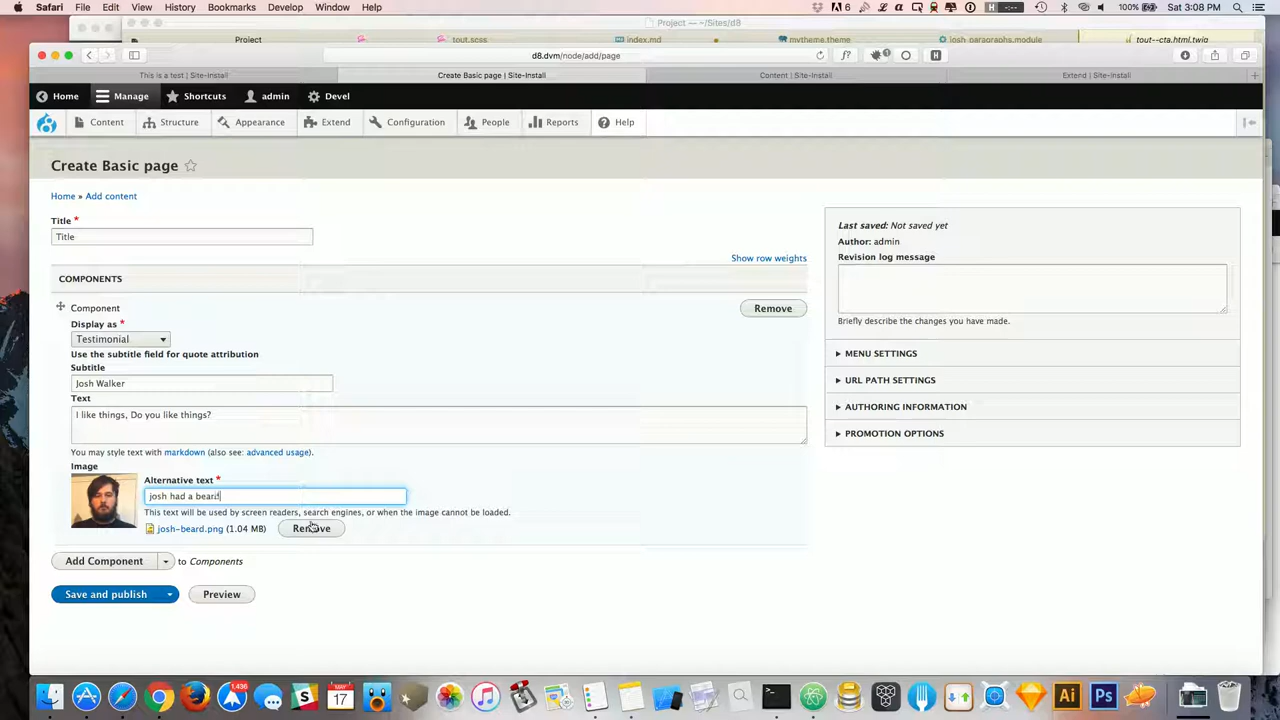 Safari File Edit View History Bookmarks Develop Window Help
6 100% Sat 3:08 PM
Project — ~/Sites/d8
Project tout.scss index.md mytheme.theme josh_paragraphs.module tout--cta.html.twig
d8.dvm/node/add/page
This is a test | Site-Install Create Basic page | Site-Install Content | Site-Install Extend | Site-Install
Home Manage Shortcuts admin Devel
Content Structure Appearance Extend Configuration People Reports Help
Create Basic page
Home » Add content
Title *
Title
Show row weights
COMPONENTS
Component
Remove
Display as *
Testimonial
Use the subtitle field for quote attribution
Subtitle
Josh Walker
Text
I like things, Do you like things?
You may style text with markdown (also see: advanced usage).
Image
Alternative text *
josh had a beard
This text will be used by screen readers, search engines, or when the image cannot be loaded.
josh-beard.png (1.04 MB) Remove
Add Component to Components
Save and publish Preview
Last saved: Not saved yet
Author: admin
Revision log message
Briefly describe the changes you have made.
MENU SETTINGS
URL PATH SETTINGS
AUTHORING INFORMATION
PROMOTION OPTIONS
1,436
MAY
17
Ai
Ps